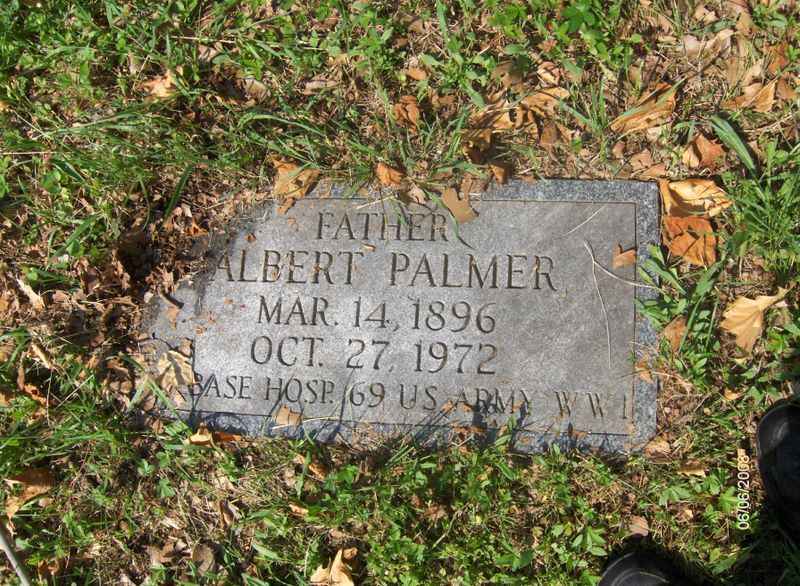 FATHER
ALBERT PALMER
MAR. 14, 1896
OCT. 27, 1972
BASE HOSP. 69 US ARMY WW I
06/06/2008